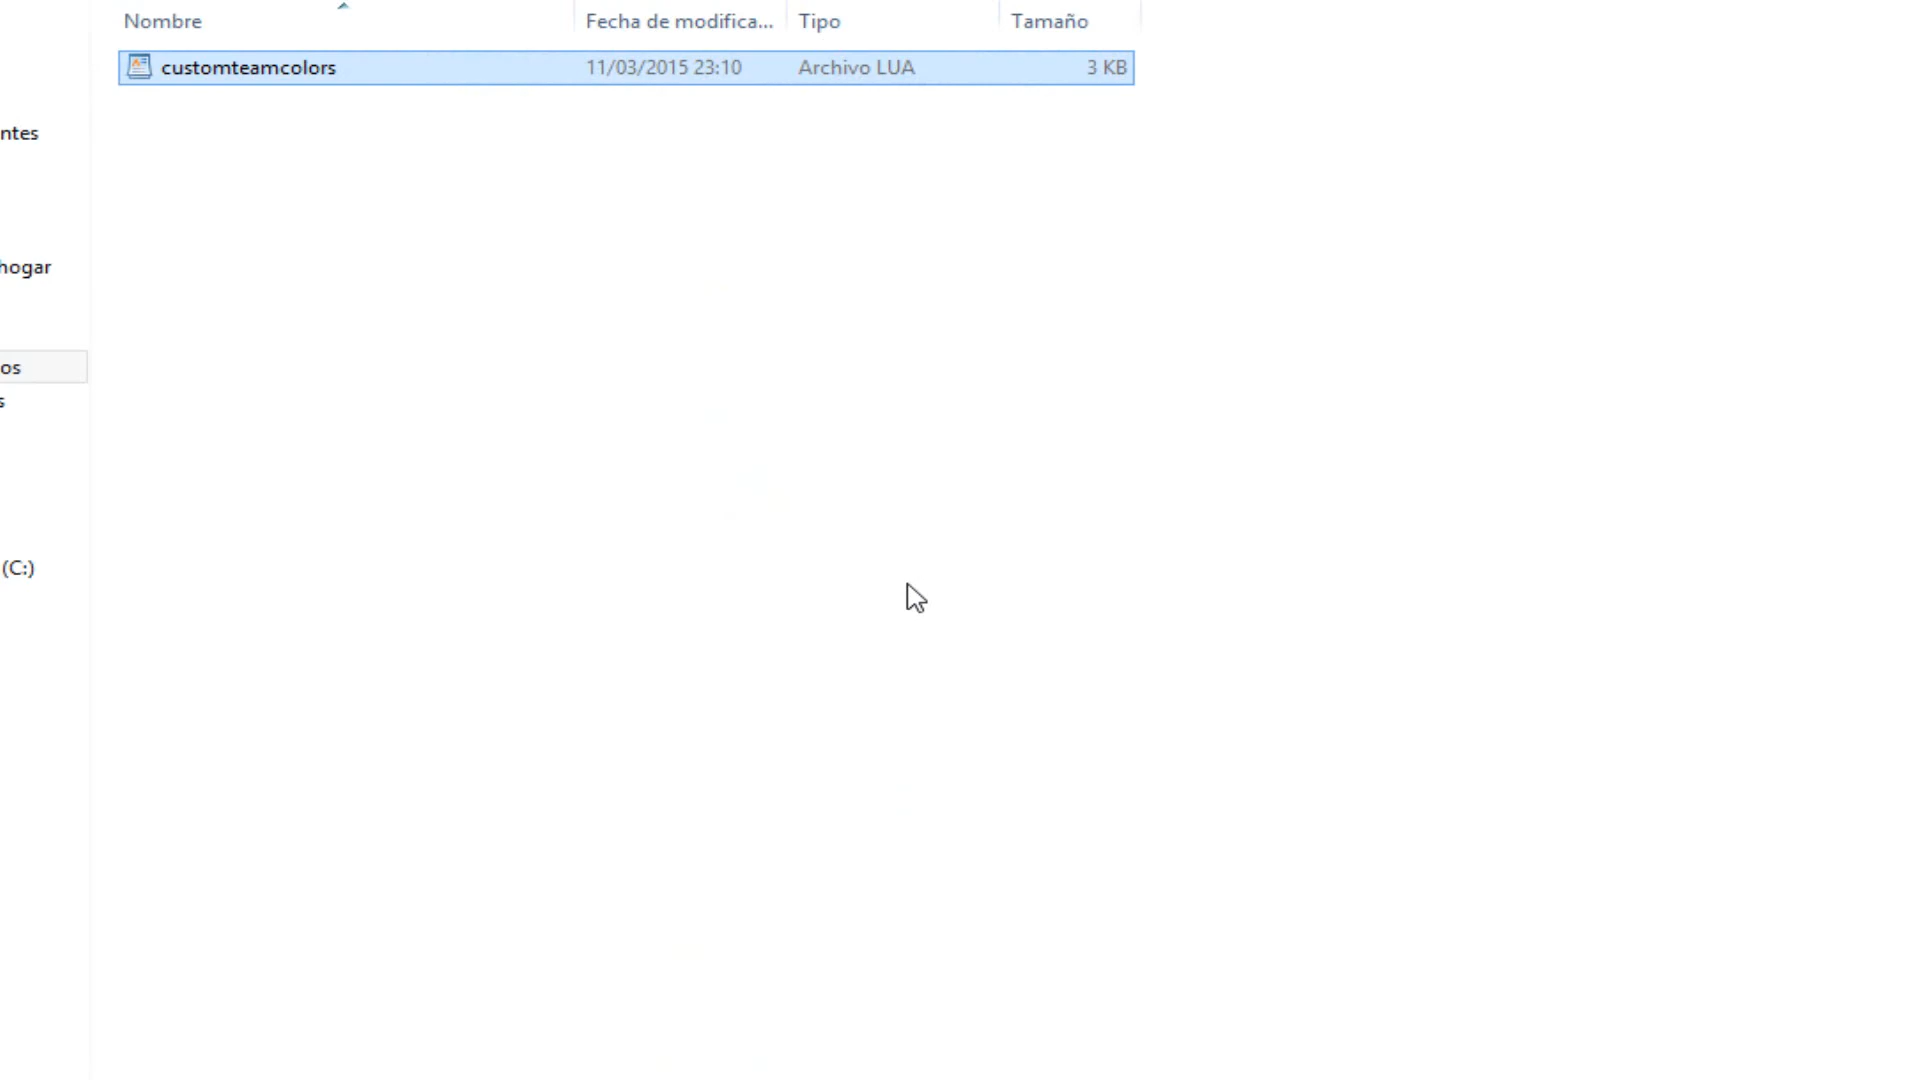 Nombre Fecha de modifica... Tipo Tamaño
customteamcolors 11/03/2015 23:10 Archivo LUA 3 KB
ntes
hogar
os
s
(C:)